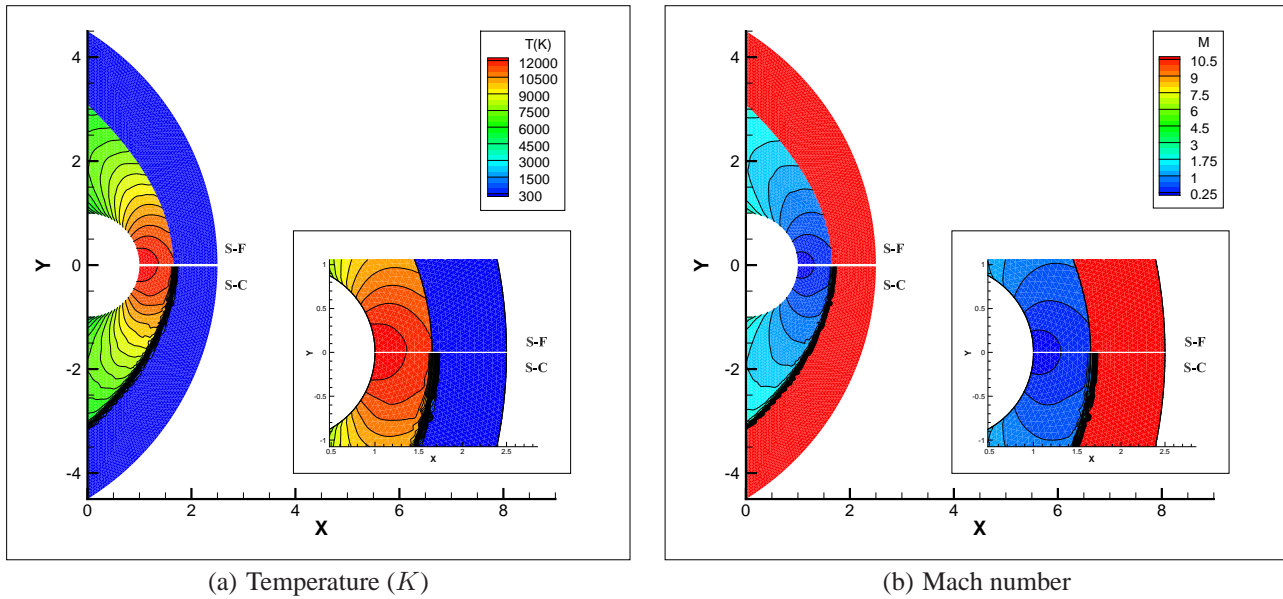 T(K)
12000
10500
9000
7500
6000
4500
3000
1500
300
4
2
0
-2
-4
Y
0
2
4
6
8
X
S-F
S-C
1
0.5
0
-0.5
-1
Y
0.5
1
1.5
2
2.5
X
S-F
S-C
(a) Temperature (K)
M
10.5
9
7.5
6
4.5
3
1.75
1
0.25
4
2
0
-2
-4
Y
0
2
4
6
8
X
S-F
S-C
1
0.5
0
-0.5
-1
Y
0.5
1
1.5
2
2.5
X
S-F
S-C
(b) Mach number